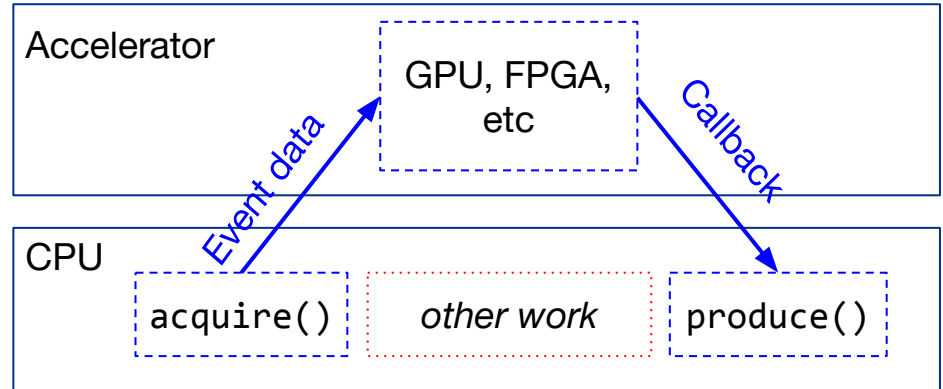 Accelerator
GPU, FPGA,
etc
Event data
Callback
CPU
acquire()
other work
produce()